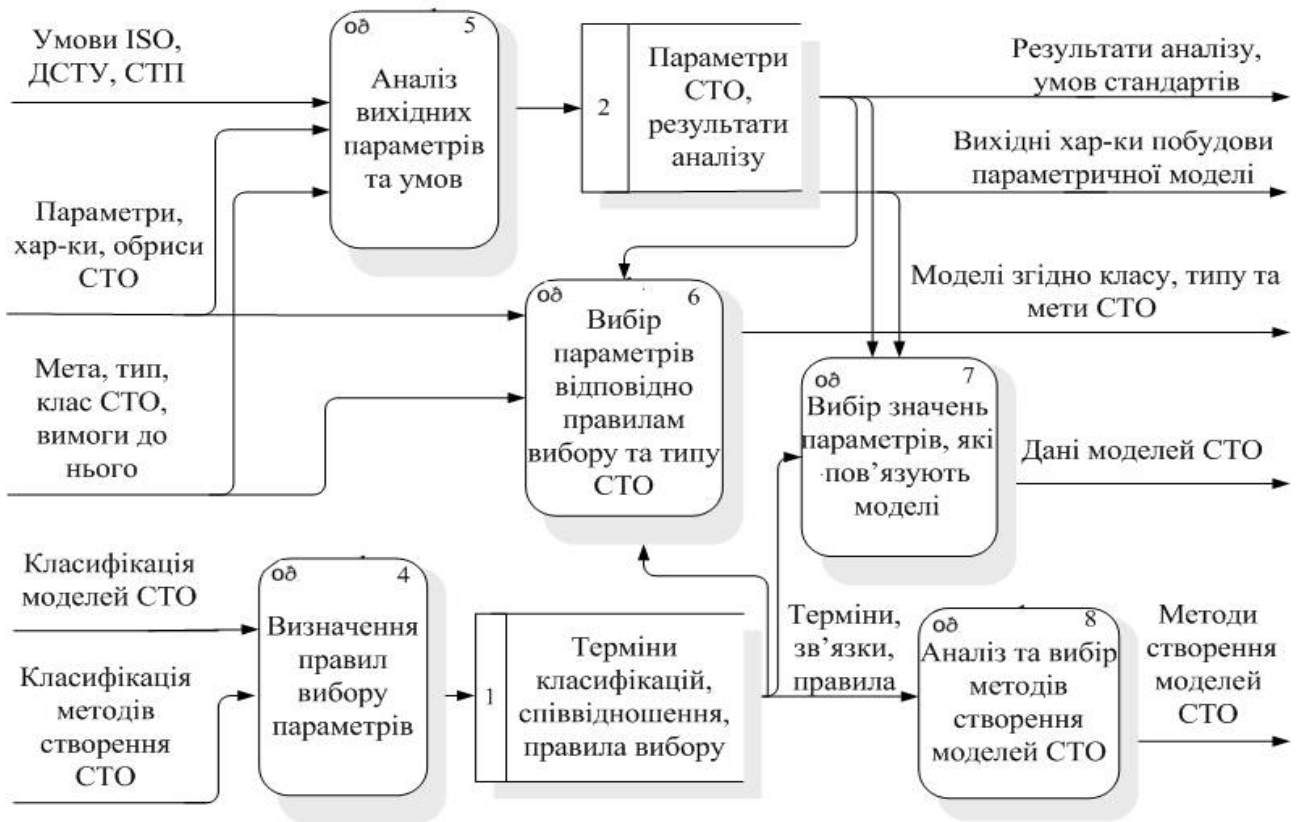 Умови ISO,
ДСТУ, СТП
Параметри,
хар-ки, обриси
СТО
Мета, тип,
клас СТО,
вимоги до
нього
Класифікація
моделей СТО
Класифікація
методів
створення
СТО
0ð 5
Аналіз
вихідних
параметрів
та умов
2
Параметри
СТО,
результати
аналізу
Результати аналізу,
умов стандартів
Вихідні хар-ки побудови
параметричної моделі
0ð 6
Вибір
параметрів
відповідно
правилам
вибору та типу
СТО
Моделі згідно класу, типу та
мети СТО
0ð 7
Вибір значень
параметрів, які
пов’язують
моделі
Дані моделей СТО
0ð 4
Визначення
правил
вибору
параметрів
1
Терміни
класифікацій,
співвідношення,
правила вибору
Терміни,
зв’язки,
правила
0ð 8
Аналіз та вибір
методів
створення
моделей СТО
Методи
створення
моделей
СТО